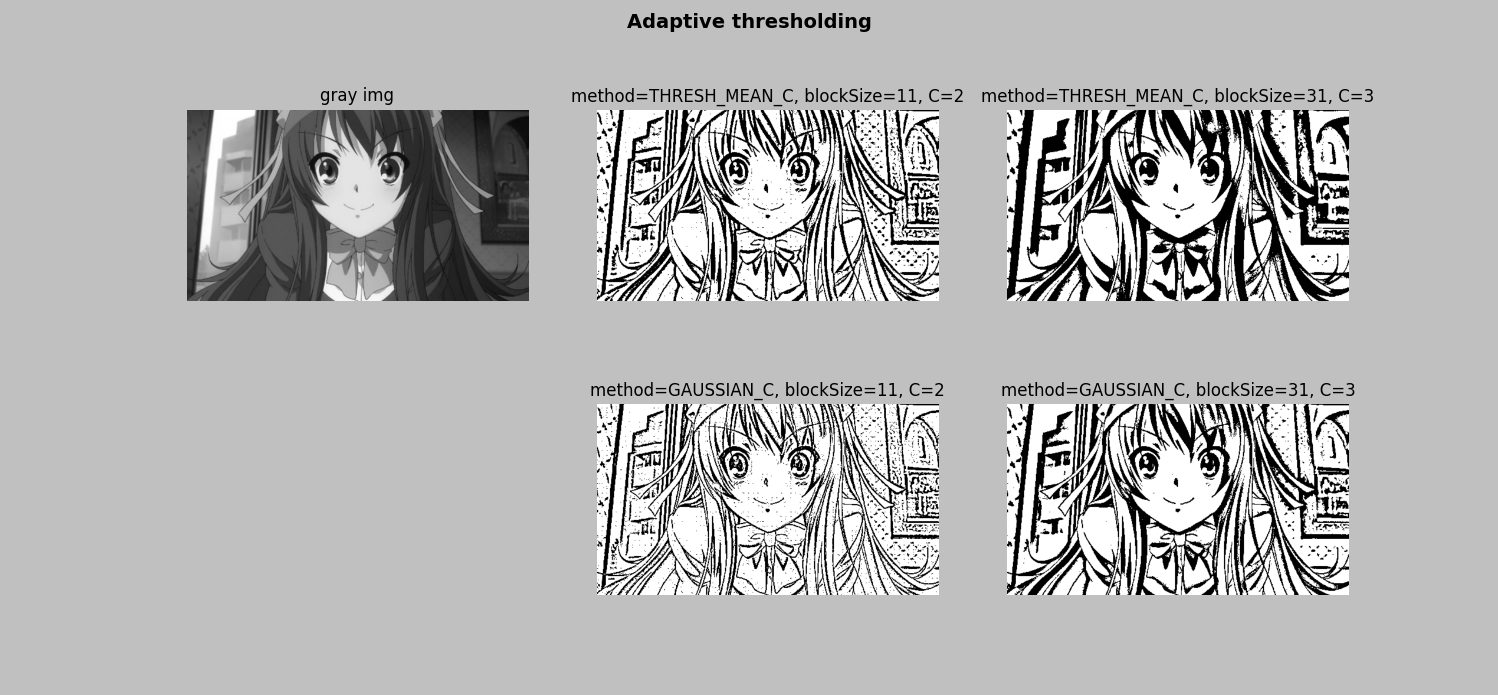 Adaptive thresholding
gray img
method=THRESH_MEAN_C, blockSize=11, C=2
method=THRESH_MEAN_C, blockSize=31, C=3
method=GAUSSIAN_C, blockSize=11, C=2
method=GAUSSIAN_C, blockSize=31, C=3